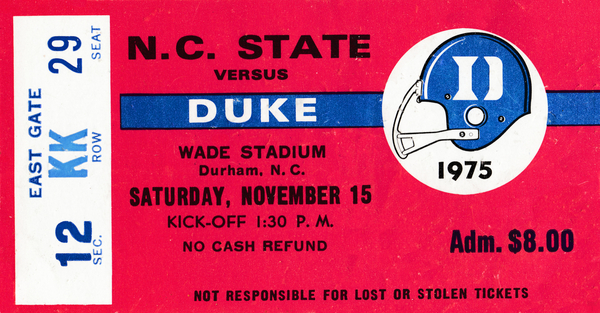 EAST GATE
12 SEC.
KK ROW
29 SEAT
N.C. STATE
VERSUS
DUKE
WADE STADIUM
Durham, N. C.
SATURDAY, NOVEMBER 15
KICK-OFF 1:30 P. M.
NO CASH REFUND
D
1975
Adm. $8.00
NOT RESPONSIBLE FOR LOST OR STOLEN TICKETS